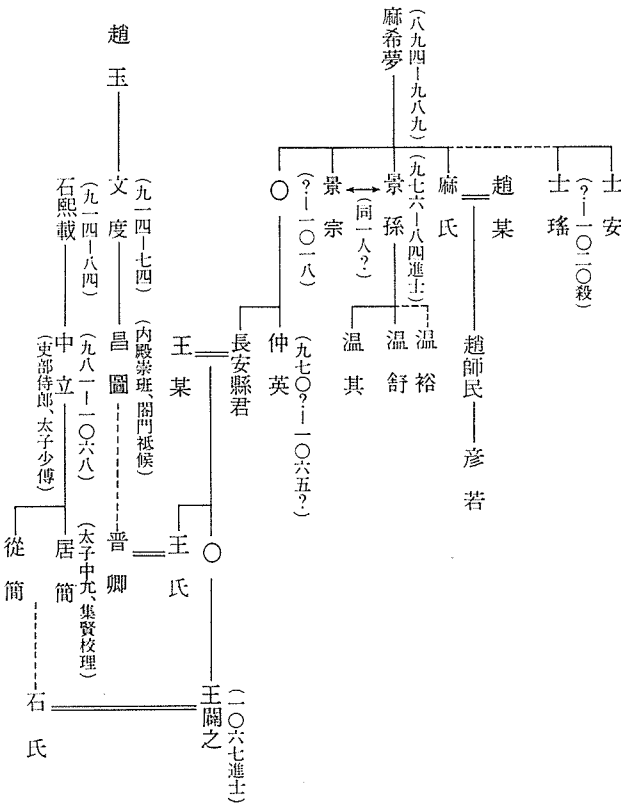 (八九四—九八九)
麻希夢
士安
(?—一〇二〇殺)
士瑤
趙某
麻氏
(九七六—八四進士)
景孫
(同一人?)
景宗
(?—一〇一八)
〇
趙師民
彥若
溫裕
溫舒
溫其
(九七〇?—一〇六五?)
仲英
長安縣君
王某
〇
王氏
(一〇六七進士)
王闢之
趙玉
(九一四—七四)
文度
(內殿崇班、閤門祗候)
昌圖
晋卿
(九一四—八四)
石熙載
(九八一—一〇六八)
中立
(吏部侍郎、太子少傅)
(太子中允、集賢校理)
居簡
從簡
石氏